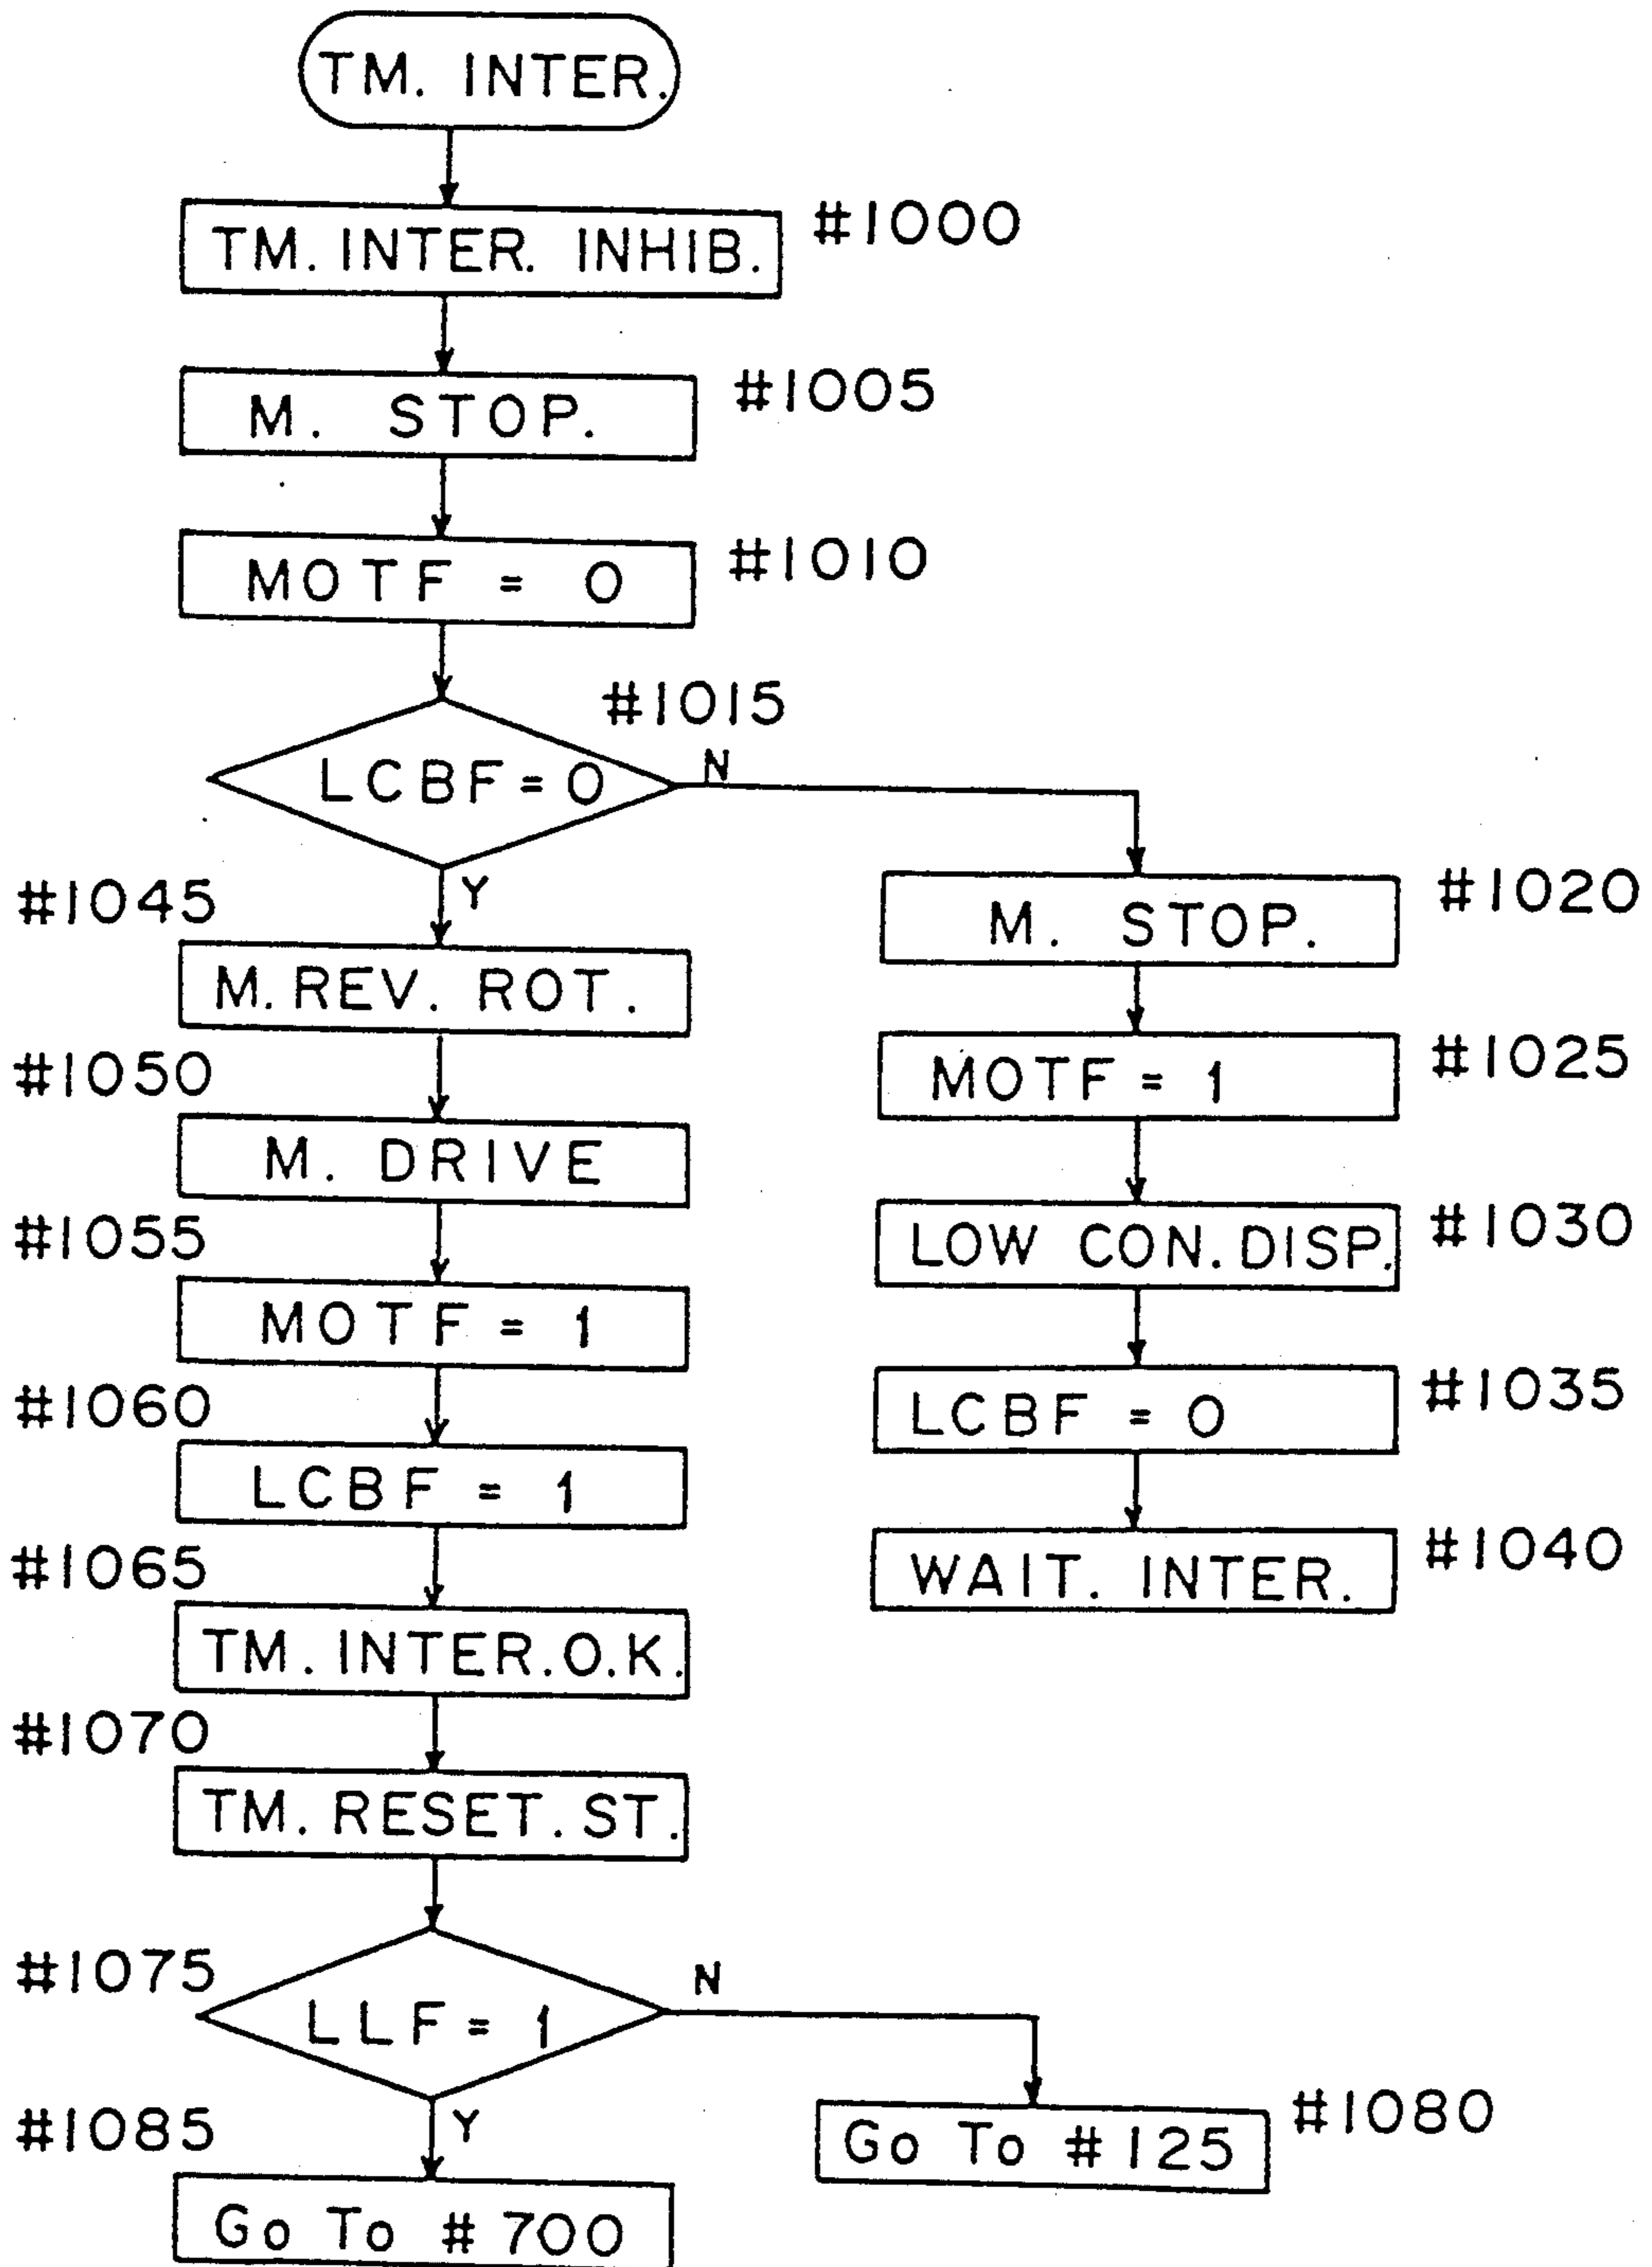 TM. INTER.
TM. INTER. INHIB.
#1000
M. STOP.
#1005
MOTF = 0
#1010
#1015
LCBF = 0
N
Y
#1045
M. REV. ROT.
#1050
M. DRIVE
#1055
MOTF = 1
#1060
LCBF = 1
#1065
TM. INTER. O.K.
#1070
TM. RESET. ST.
#1075
LLF = 1
N
Y
#1085
Go To #700
M. STOP.
#1020
MOTF = 1
#1025
LOW CON. DISP.
#1030
LCBF = 0
#1035
WAIT. INTER.
#1040
Go To #125
#1080